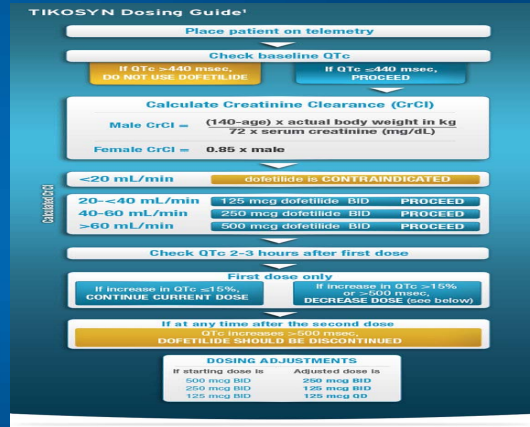 TIKOSYN Dosing Guide¹
Place patient on telemetry
Check baseline QTc
If QTc >440 msec,
DO NOT USE DOFETILIDE
If QTc ≤440 msec,
PROCEED
Calculate Creatinine Clearance (CrCl)
Male CrCl = (140-age) x actual body weight in kg
72 x serum creatinine (mg/dL)
Female CrCl = 0.85 x male
Calculated CrCl
<20 mL/min dofetilide is CONTRAINDICATED
20-<40 mL/min 125 mcg dofetilide BID PROCEED
40-60 mL/min 250 mcg dofetilide BID PROCEED
>60 mL/min 500 mcg dofetilide BID PROCEED
Check QTc 2-3 hours after first dose
First dose only
If increase in QTc ≤15%,
CONTINUE CURRENT DOSE
If increase in QTc >15%
or >500 msec,
DECREASE DOSE (see below)
If at any time after the second dose
QTc increases >500 msec,
DOFETILIDE SHOULD BE DISCONTINUED
DOSING ADJUSTMENTS
If starting dose is Adjusted dose is
500 mcg BID 250 mcg BID
250 mcg BID 125 mcg BID
125 mcg BID 125 mcg QD